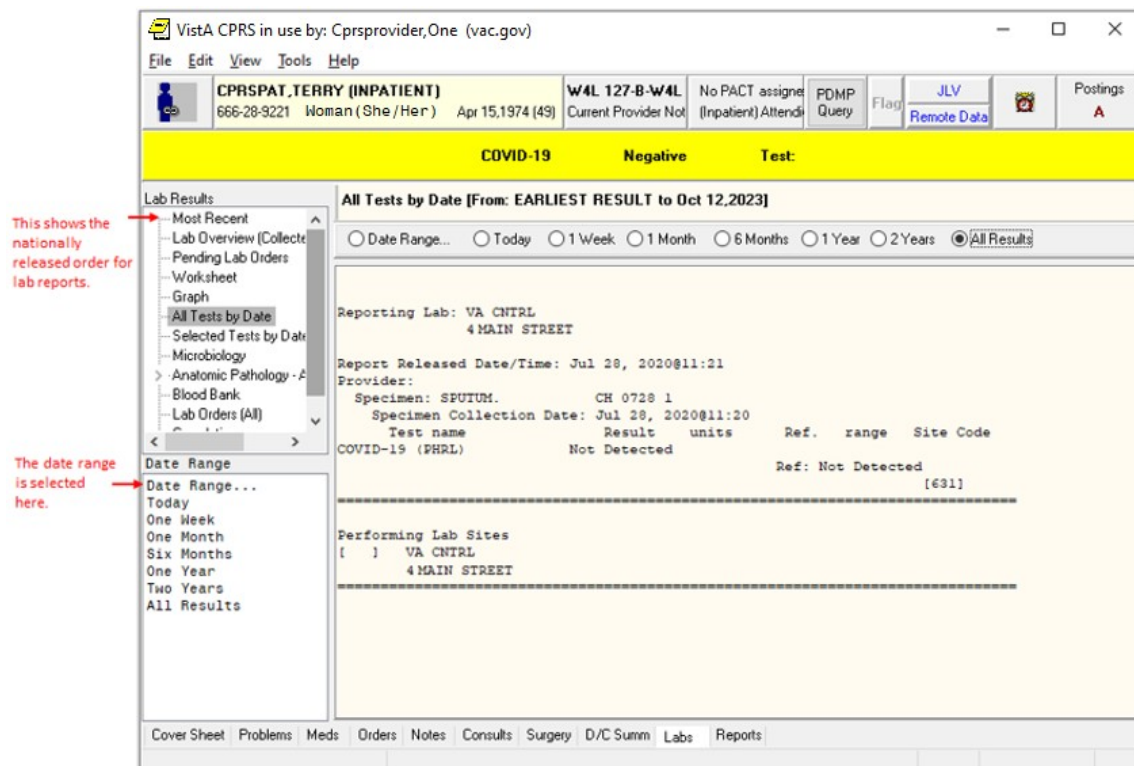 VistA CPRS in use by: Cprsprovider,One (vac.gov)
File Edit View Tools Help
CPRSPAT,TERRY (INPATIENT)
666-28-9221 Woman(She/Her) Apr 15,1974 (49)
W4L 127-B-W4L
Current Provider Not
No PACT assigne
(Inpatient) Attendi
PDMP
Query
Flag
JLV
Remote Data
Postings
A
COVID-19 Negative Test:
This shows the
nationally
released order for
lab reports.
Lab Results
Most Recent
Lab Overview (Collecte
Pending Lab Orders
Worksheet
Graph
All Tests by Date
Selected Tests by Date
Microbiology
Anatomic Pathology - A
Blood Bank
Lab Orders (All)
The date range
is selected
here.
Date Range
Date Range...
Today
One Week
One Month
Six Months
One Year
Two Years
All Results
All Tests by Date [From: EARLIEST RESULT to Oct 12,2023]
Date Range... Today 1 Week 1 Month 6 Months 1 Year 2 Years All Results
Reporting Lab: VA CNTRL
4 MAIN STREET
Report Released Date/Time: Jul 28, 2020@11:21
Provider:
Specimen: SPUTUM. CH 0728 1
Specimen Collection Date: Jul 28, 2020@11:20
Test name Result units Ref. range Site Code
COVID-19 (PHRL) Not Detected
Ref: Not Detected
[631]
===============================================================================
Performing Lab Sites
[ ] VA CNTRL
4 MAIN STREET
===============================================================================
Cover Sheet Problems Meds Orders Notes Consults Surgery D/C Summ Labs Reports